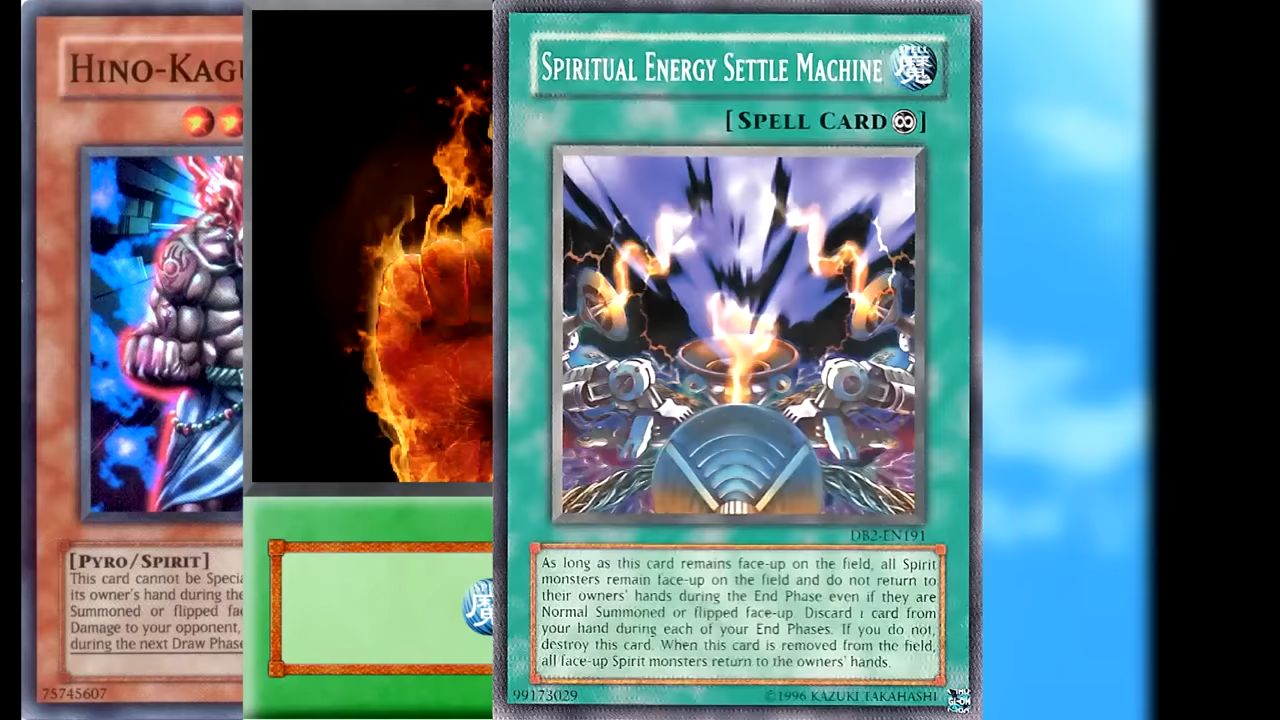 HINO-KAGU
[PYRO/SPIRIT]
This card cannot be Specia
its owner's hand during the
Summoned or flipped fac
Damage to your opponent,
during the next Draw Phase
75745607
SPELL
魔
SPIRITUAL ENERGY SETTLE MACHINE
SPELL
魔
[SPELL CARD∞]
DB2-EN191
As long as this card remains face-up on the field, all Spirit
monsters remain face-up on the field and do not return to
their owners' hands during the End Phase even if they are
Normal Summoned or flipped face-up. Discard 1 card from
your hand during each of your End Phases. If you do not,
destroy this card. When this card is removed from the field,
all face-up Spirit monsters return to the owners' hands.
99173029
©1996 KAZUKI TAKAHASHI